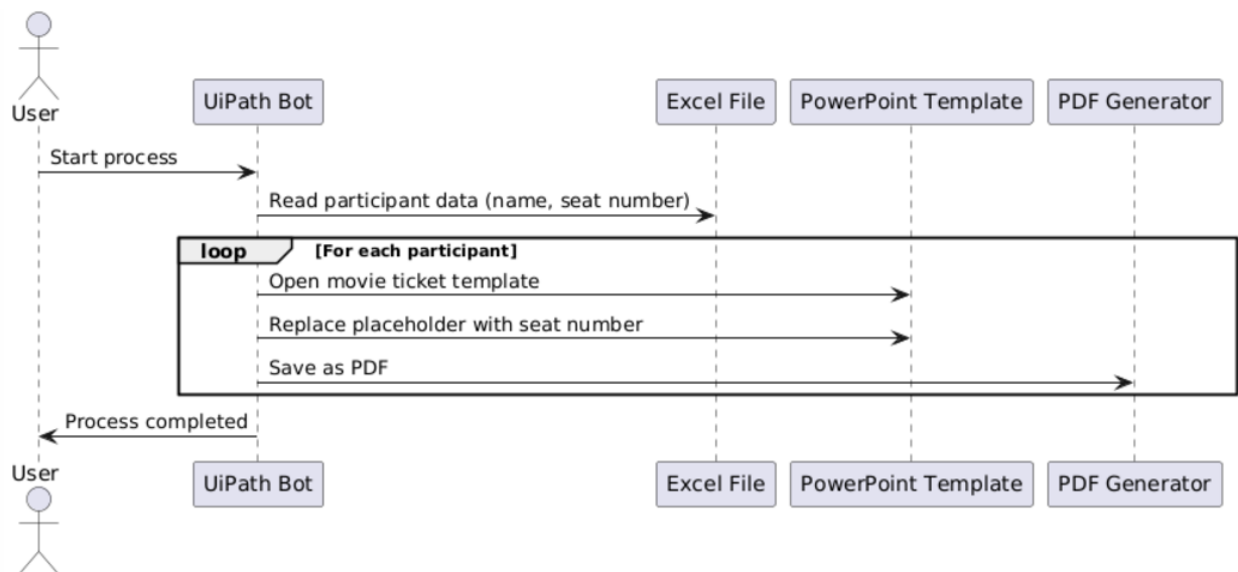 User
UiPath Bot
Excel File
PowerPoint Template
PDF Generator
Start process
Read participant data (name, seat number)
loop
[For each participant]
Open movie ticket template
Replace placeholder with seat number
Save as PDF
Process completed
User
UiPath Bot
Excel File
PowerPoint Template
PDF Generator